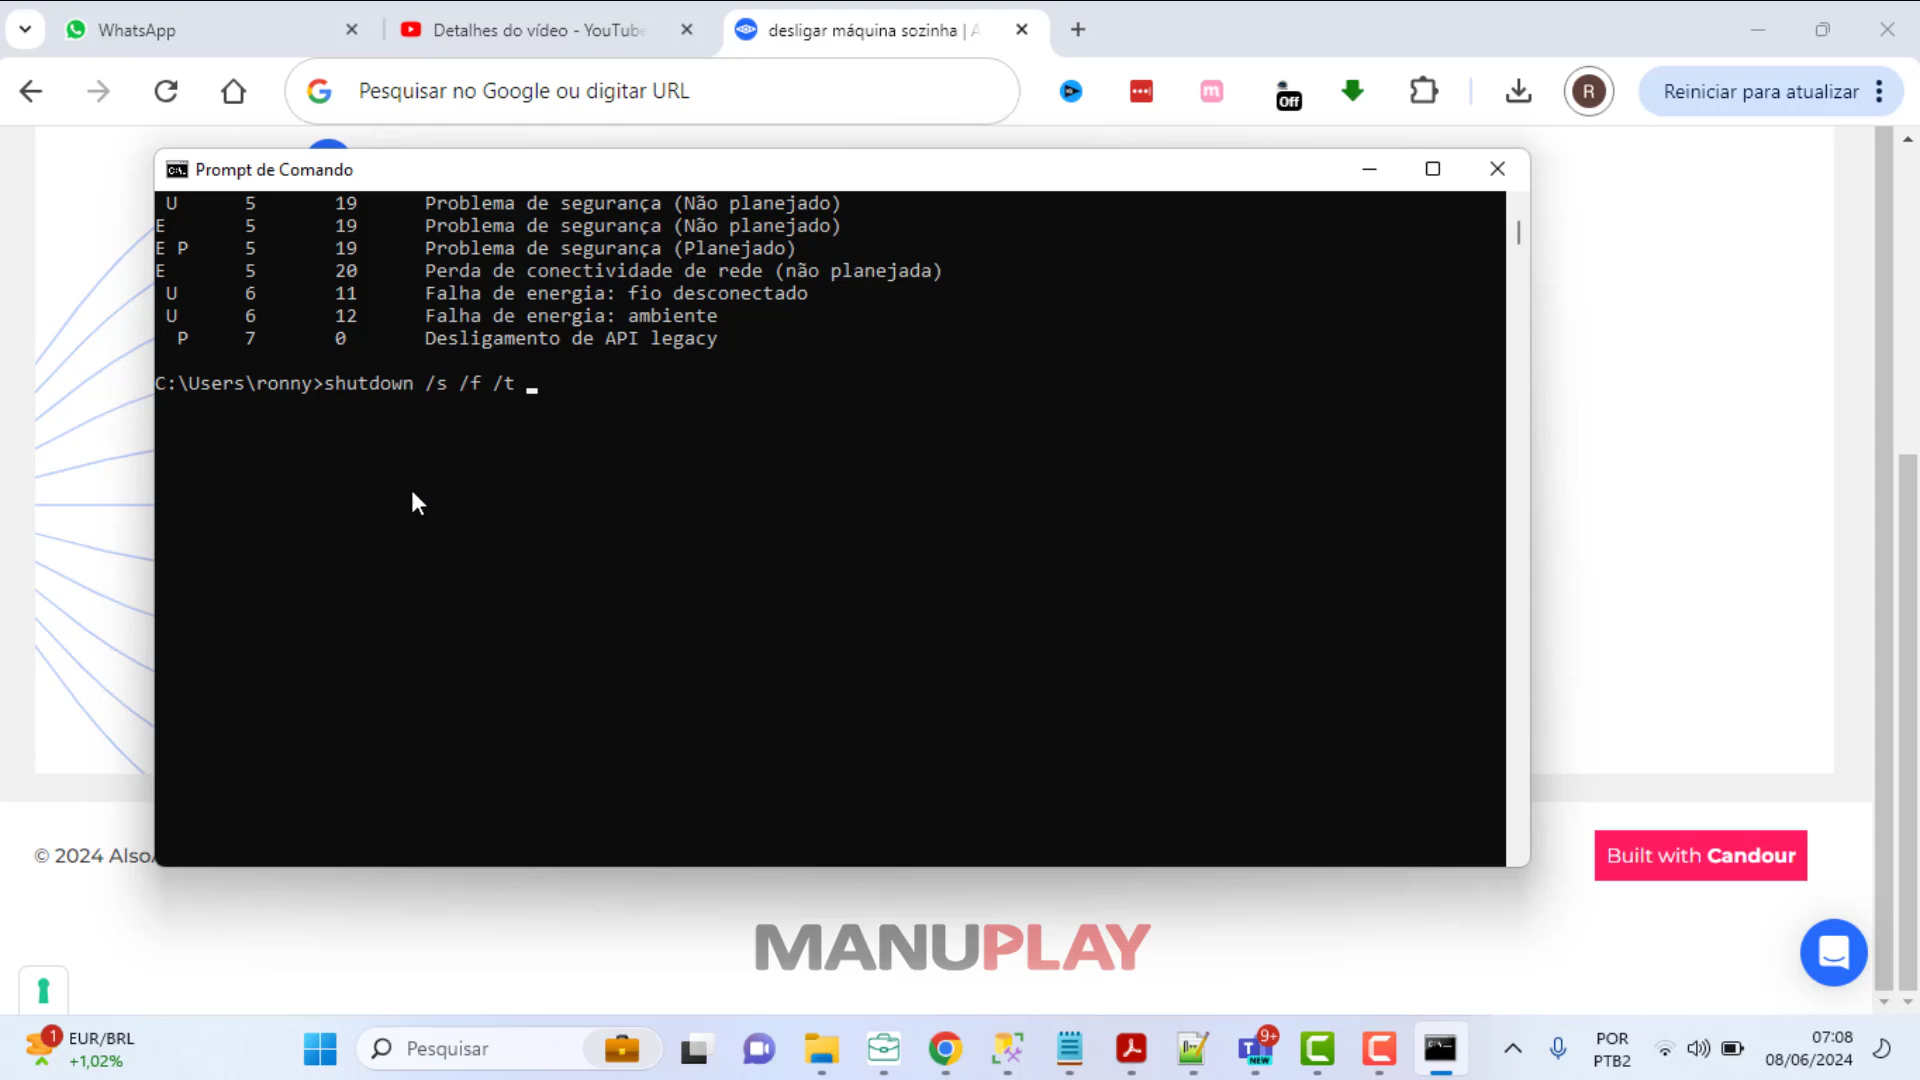 WhatsApp
Detalhes do vídeo - YouTube
desligar máquina sozinha | A
Pesquisar no Google ou digitar URL
Off
m
R
Reiniciar para atualizar
Prompt de Comando
U 5 19 Problema de segurança (Não planejado)
E 5 19 Problema de segurança (Não planejado)
E P 5 19 Problema de segurança (Planejado)
E 5 20 Perda de conectividade de rede (não planejada)
U 6 11 Falha de energia: fio desconectado
U 6 12 Falha de energia: ambiente
P 7 0 Desligamento de API legacy
C:\Users\ronny>shutdown /s /f /t _
© 2024 Also
Built with Candour
MANUPLAY
1
EUR/BRL
+1,02%
Pesquisar
9+
NEW
POR
PTB2
07:08
08/06/2024